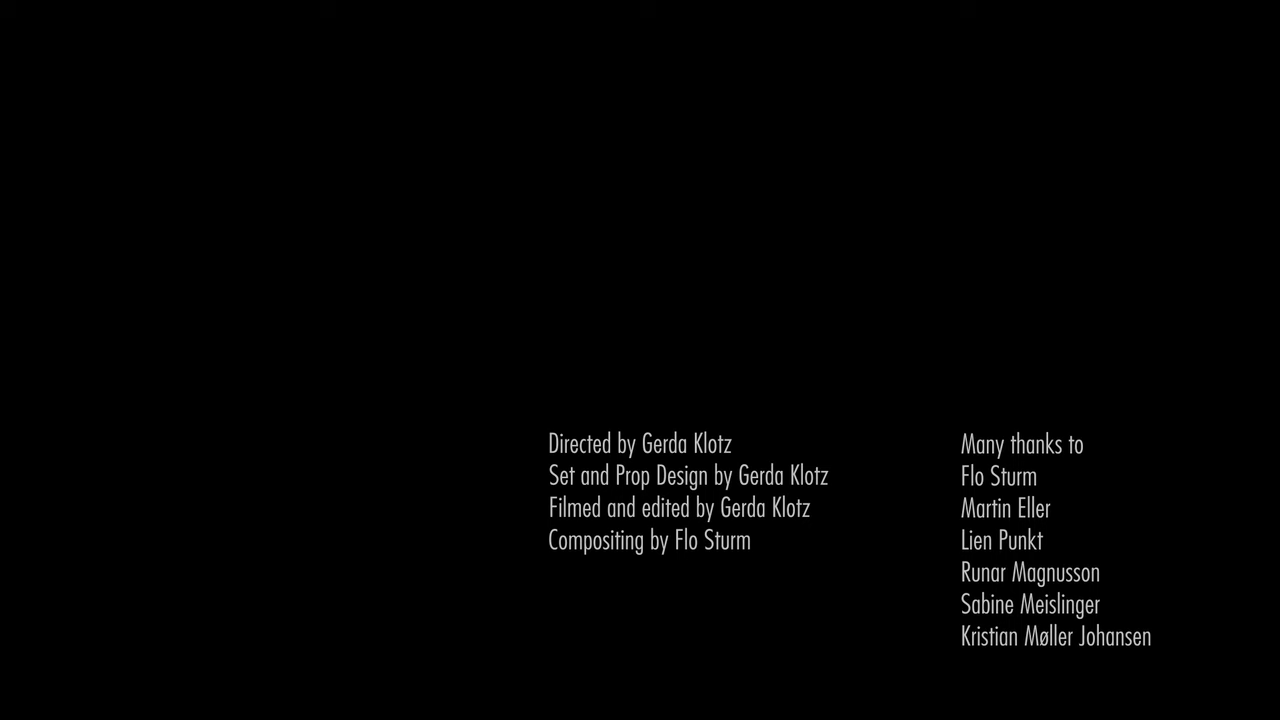 Directed by Gerda Klotz
Set and Prop Design by Gerda Klotz
Filmed and edited by Gerda Klotz
Compositing by Flo Sturm
Many thanks to
Flo Sturm
Martin Eller
Lien Punkt
Runar Magnusson
Sabine Meislinger
Kristian Møller Johansen